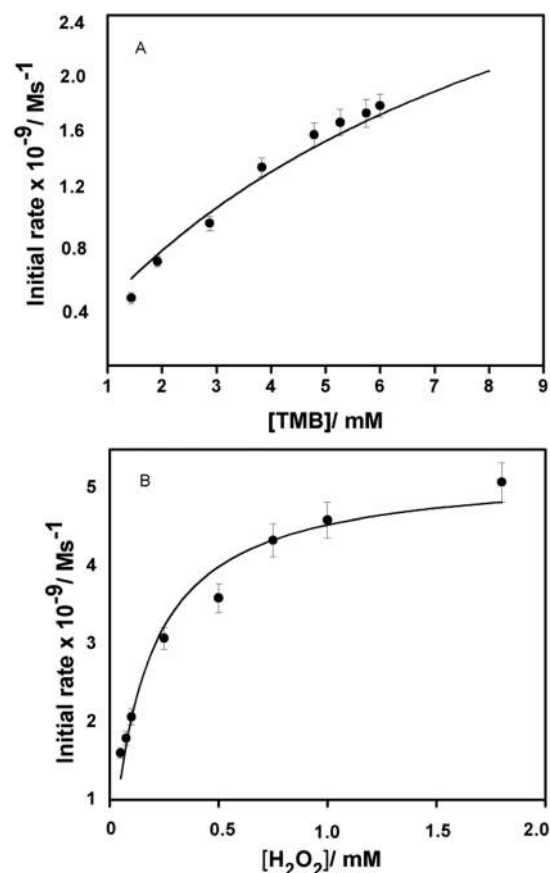 A
2.4
2.0
1.6
1.2
0.8
0.4
Initial rate x 10⁻⁹/ Ms⁻¹
1 2 3 4 5 6 7 8 9
[TMB]/ mM
B
5
4
3
2
1
Initial rate x 10⁻⁹/ Ms⁻¹
0 0.5 1.0 1.5 2.0
[H₂O₂]/ mM